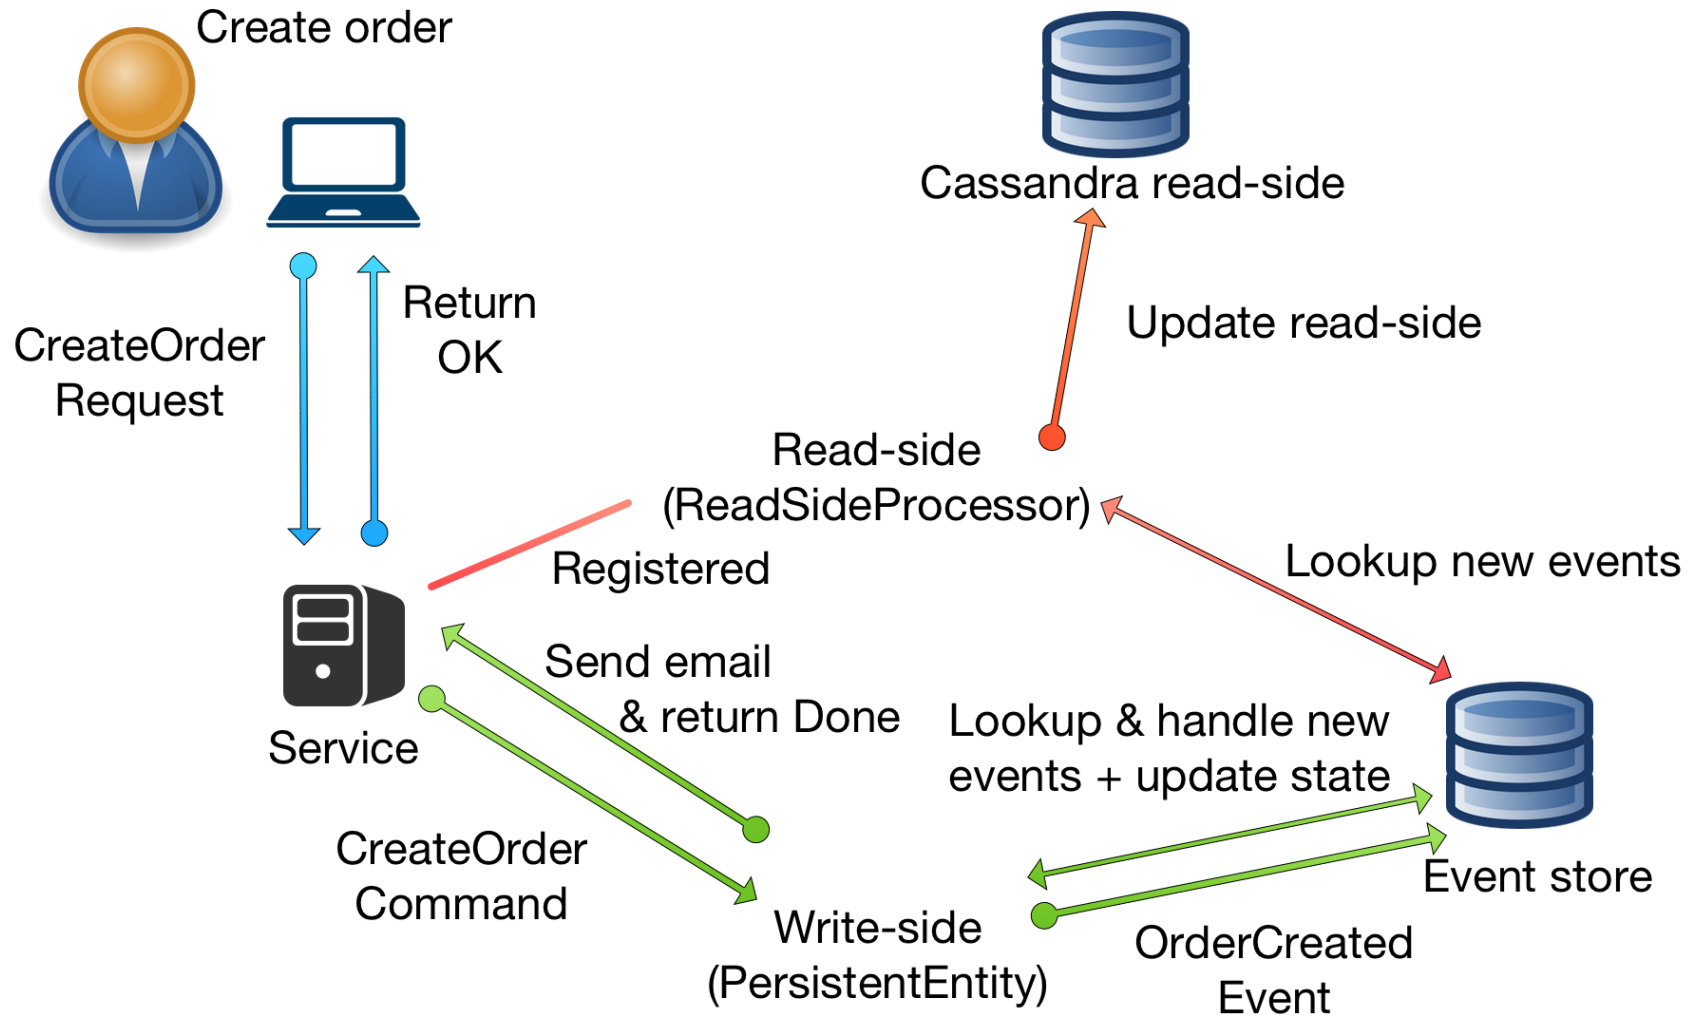 Create order
Cassandra read-side
Return
OK
CreateOrder
Request
Update read-side
Read-side
(ReadSideProcessor)
Registered
Lookup new events
Send email
& return Done
Service
Lookup & handle new
events + update state
CreateOrder
Command
Event store
Write-side
(PersistentEntity)
OrderCreated
Event